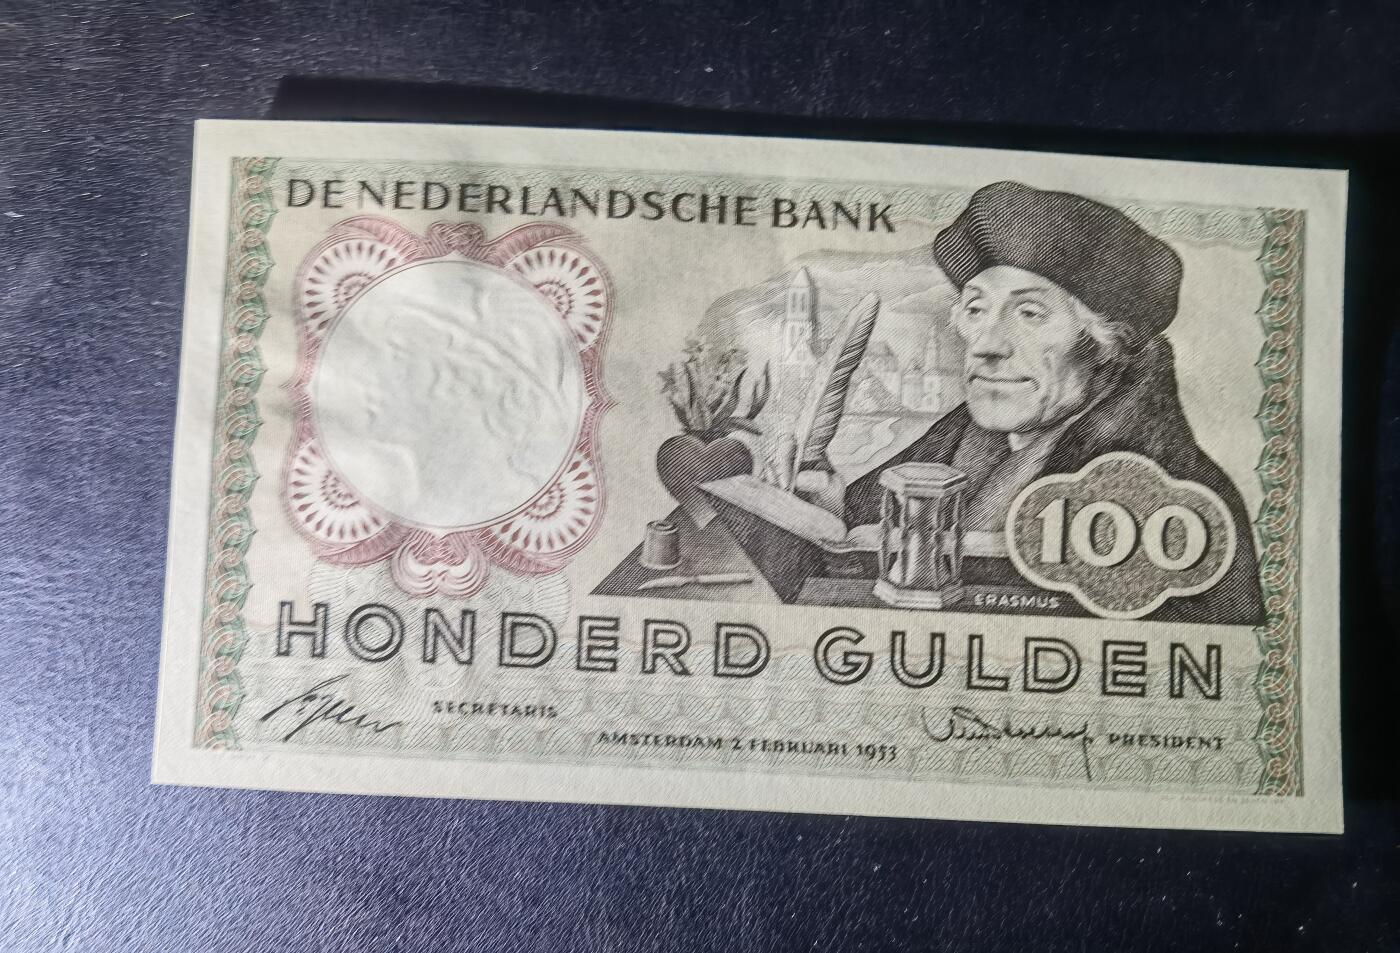 DE NEDERLANDSCHE BANK
ERASMUS
100
HONDERD GULDEN
SECRETARIS
AMSTERDAM 2 FEBRUARI 1953
PRESIDENT